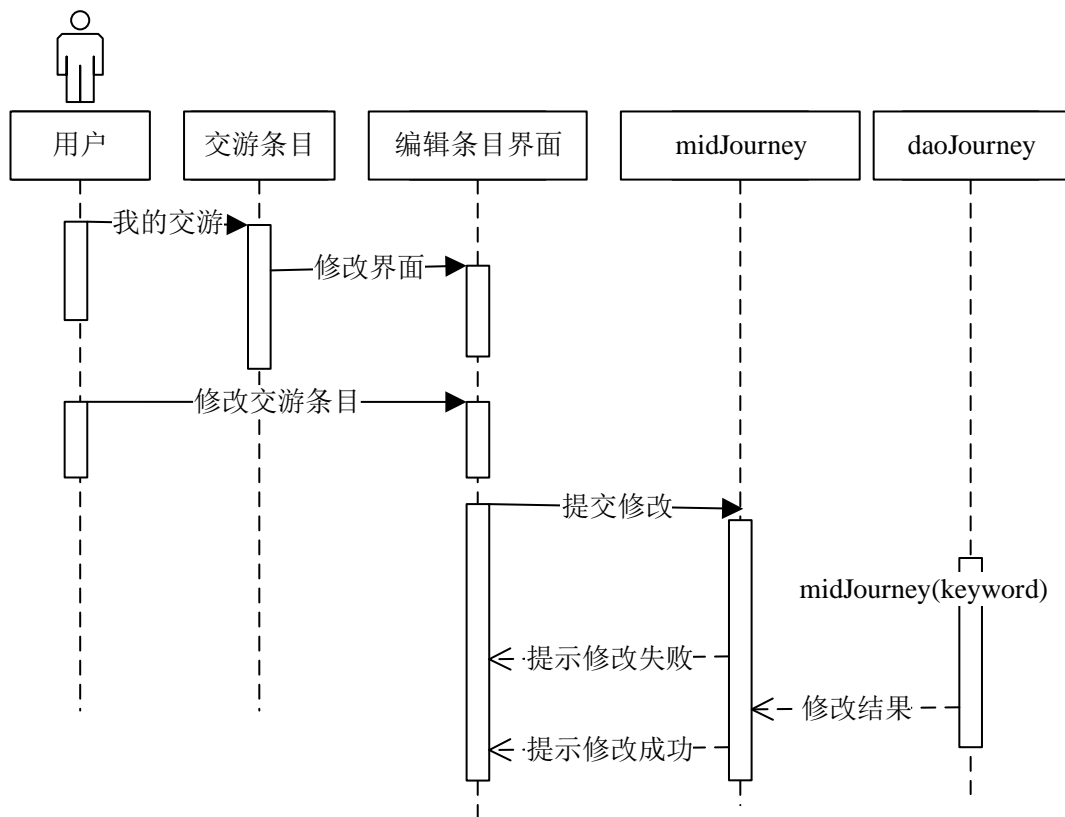 用户
交游条目
编辑条目界面
midJourney
daoJourney
我的交游
修改界面
修改交游条目
提交修改
midJourney(keyword)
提示修改失败
修改结果
提示修改成功